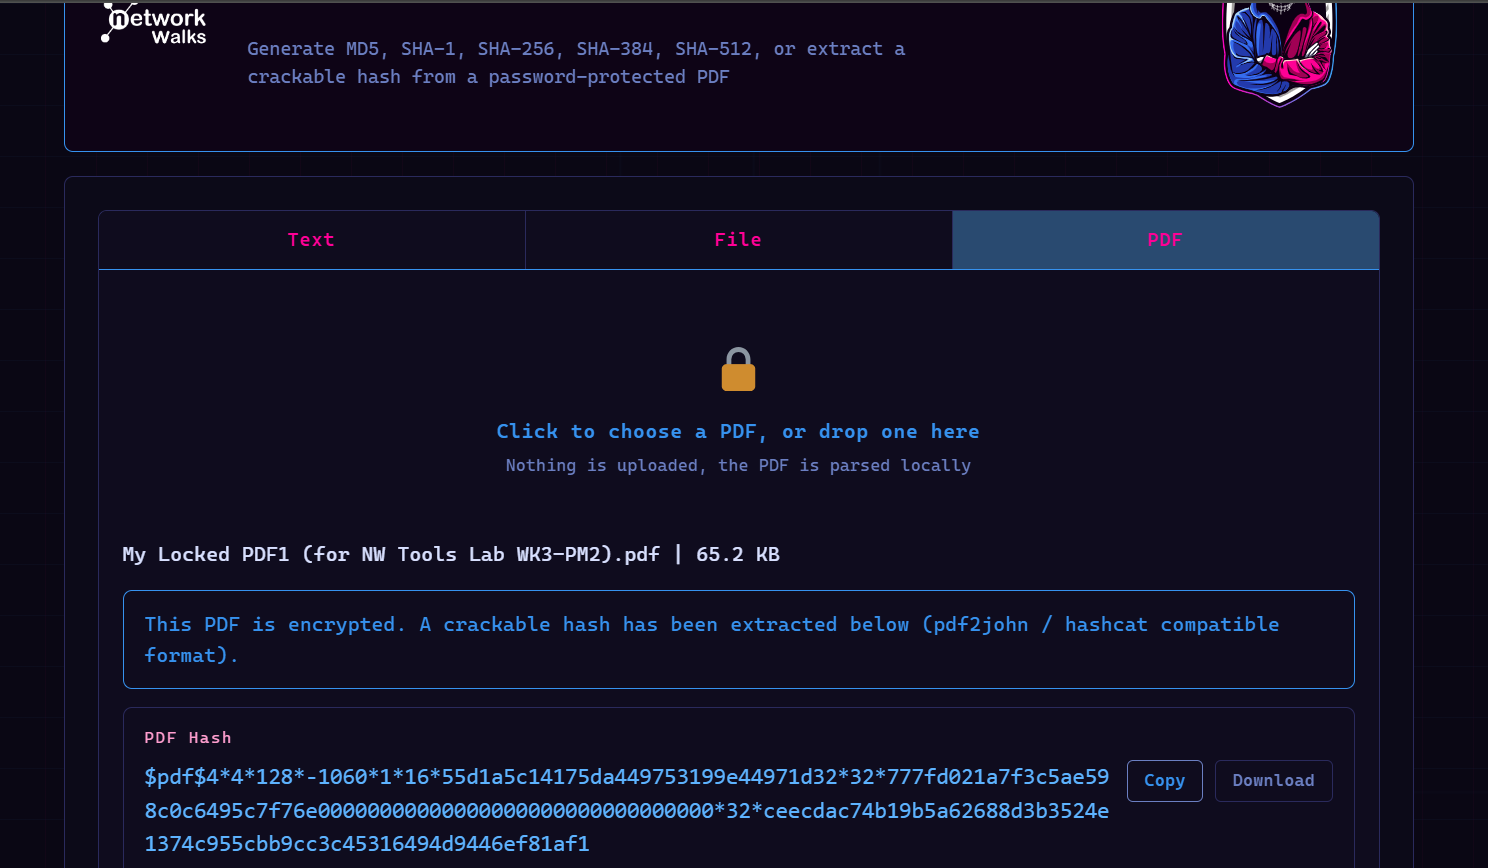 network
Walks
Generate MD5, SHA-1, SHA-256, SHA-384, SHA-512, or extract a
crackable hash from a password-protected PDF
Text
File
PDF
Click to choose a PDF, or drop one here
Nothing is uploaded, the PDF is parsed locally
My Locked PDF1 (for NW Tools Lab WK3-PM2).pdf | 65.2 KB
This PDF is encrypted. A crackable hash has been extracted below (pdf2john / hashcat compatible
format).
PDF Hash
$pdf$4*4*128*-1060*1*16*55d1a5c14175da449753199e44971d32*32*777fd021a7f3c5ae59
8c0c6495c7f76e00000000000000000000000000000000*32*ceecdac74b19b5a62688d3b3524e
1374c955cbb9cc3c45316494d9446ef81af1
Copy
Download